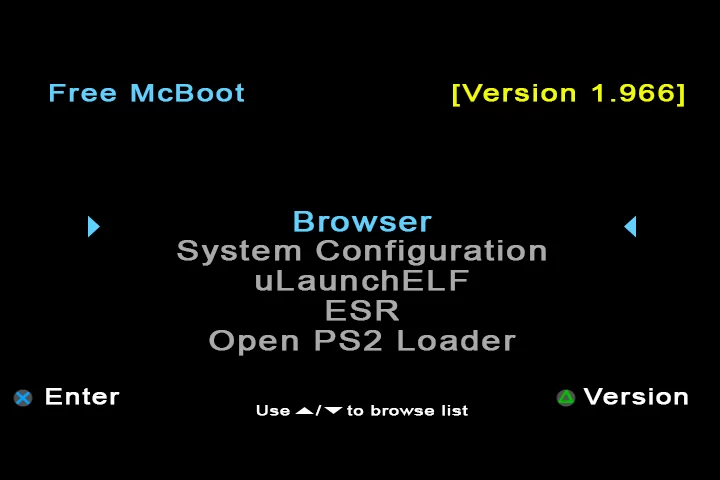 Free McBoot [Version 1.966]
Browser
System Configuration
uLaunchELF
ESR
Open PS2 Loader
Enter Use ▲/▼ to browse list Version